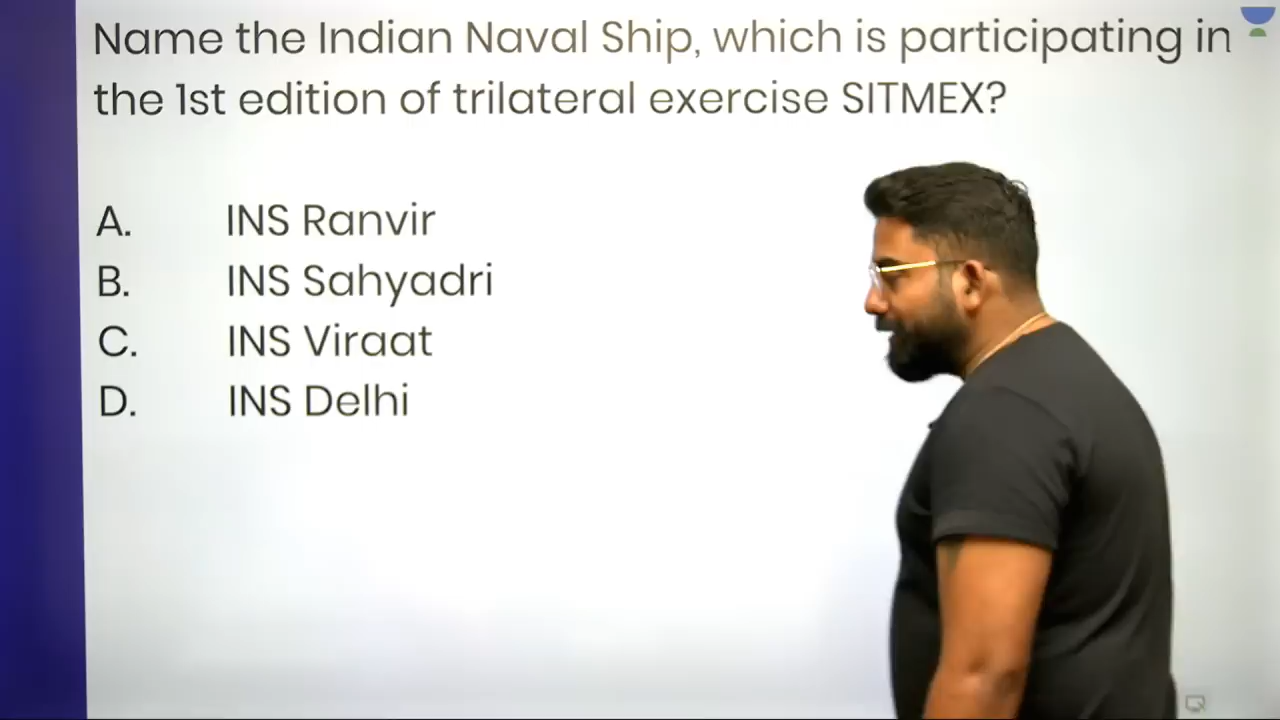 Name the Indian Naval Ship, which is participating in
the 1st edition of trilateral exercise SITMEX?
A. INS Ranvir
B. INS Sahyadri
C. INS Viraat
D. INS Delhi